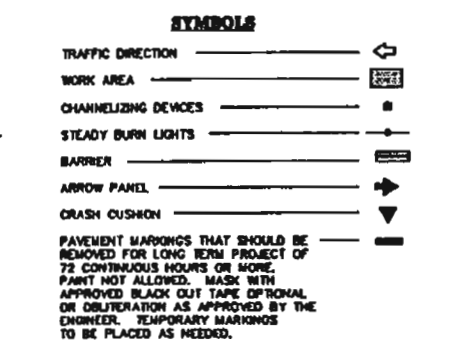 SYMBOLS
TRAFFIC DIRECTION
WORK AREA
CHANNELIZING DEVICES
STEADY BURN LIGHTS
BARRIER
ARROW PANEL
CRASH CUSHION
PAVEMENT MARKINGS THAT SHOULD BE
REMOVED FOR LONG TERM PROJECT OF
72 CONTINUOUS HOURS OR MORE.
PAINT NOT ALLOWED. MASK WITH
APPROVED BLACK OUT TAPE OPTIONAL
OR OBLITERATION AS APPROVED BY THE
ENGINEER. TEMPORARY MARKINGS
TO BE PLACED AS NEEDED.